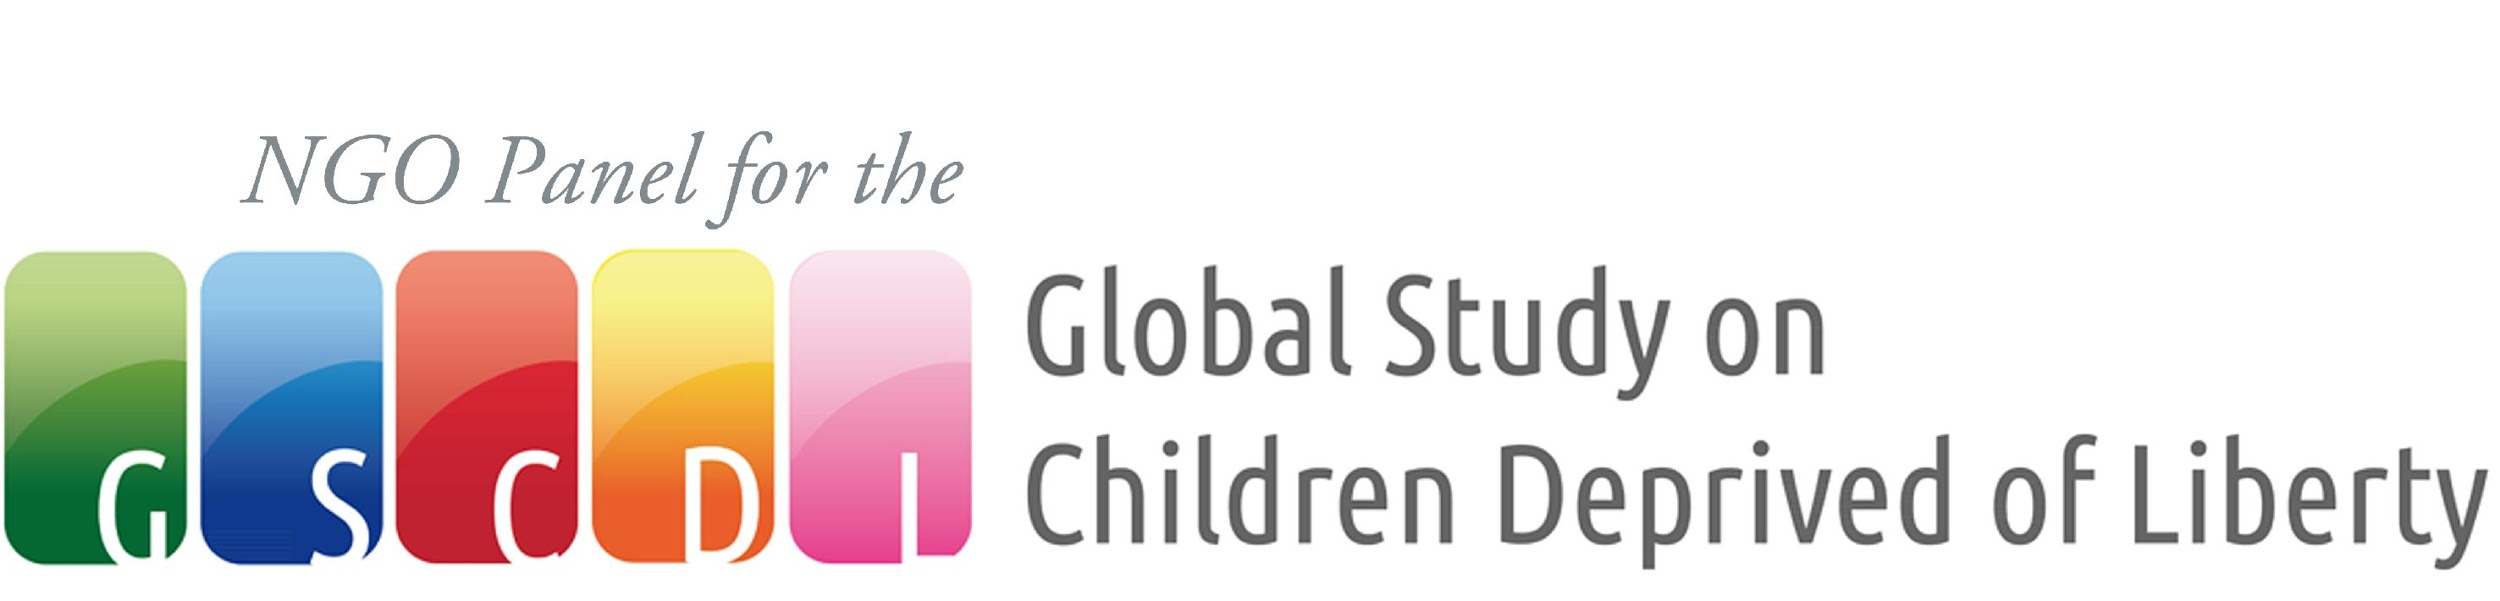 NGO Panel for the
GSCDL
Global Study on
Children Deprived of Liberty